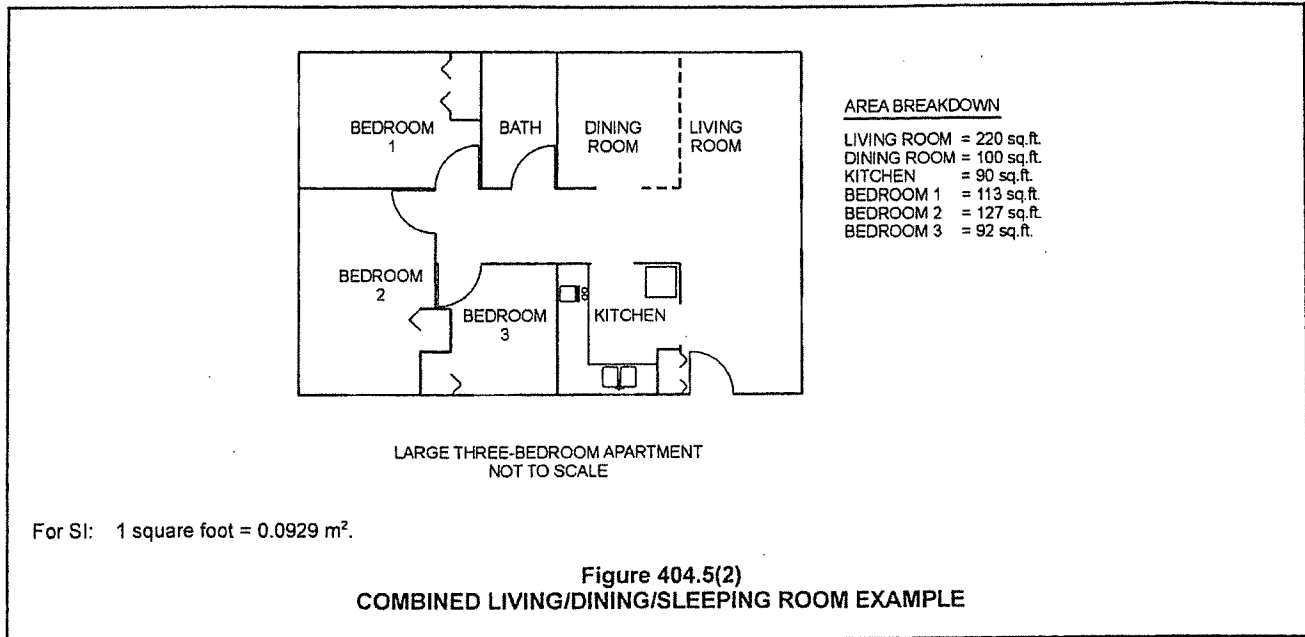 BEDROOM
1
BATH
DINING
ROOM
LIVING
ROOM
BEDROOM
2
BEDROOM
3
KITCHEN
AREA BREAKDOWN
LIVING ROOM = 220 sq.ft.
DINING ROOM = 100 sq.ft.
KITCHEN = 90 sq.ft.
BEDROOM 1 = 113 sq.ft.
BEDROOM 2 = 127 sq.ft.
BEDROOM 3 = 92 sq.ft.
LARGE THREE-BEDROOM APARTMENT
NOT TO SCALE
For SI: 1 square foot = 0.0929 m².
Figure 404.5(2)
COMBINED LIVING/DINING/SLEEPING ROOM EXAMPLE